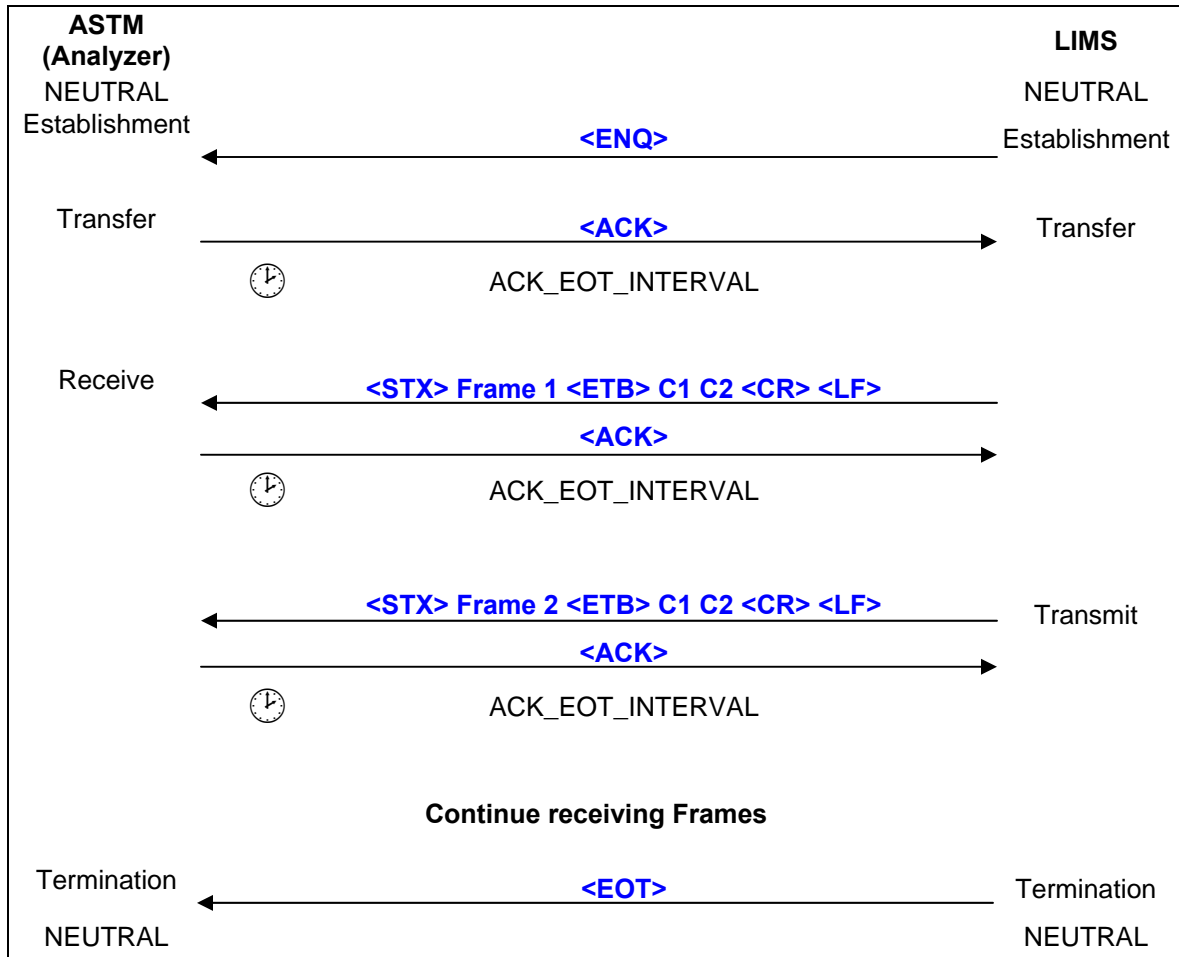 ASTM
(Analyzer)
LIMS
NEUTRAL
NEUTRAL
Establishment
<ENQ>
Establishment
Transfer
<ACK>
Transfer
ACK_EOT_INTERVAL
Receive
<STX> Frame 1 <ETB> C1 C2 <CR> <LF>
<ACK>
ACK_EOT_INTERVAL
<STX> Frame 2 <ETB> C1 C2 <CR> <LF>
Transmit
<ACK>
ACK_EOT_INTERVAL
Continue receiving Frames
Termination
<EOT>
Termination
NEUTRAL
NEUTRAL